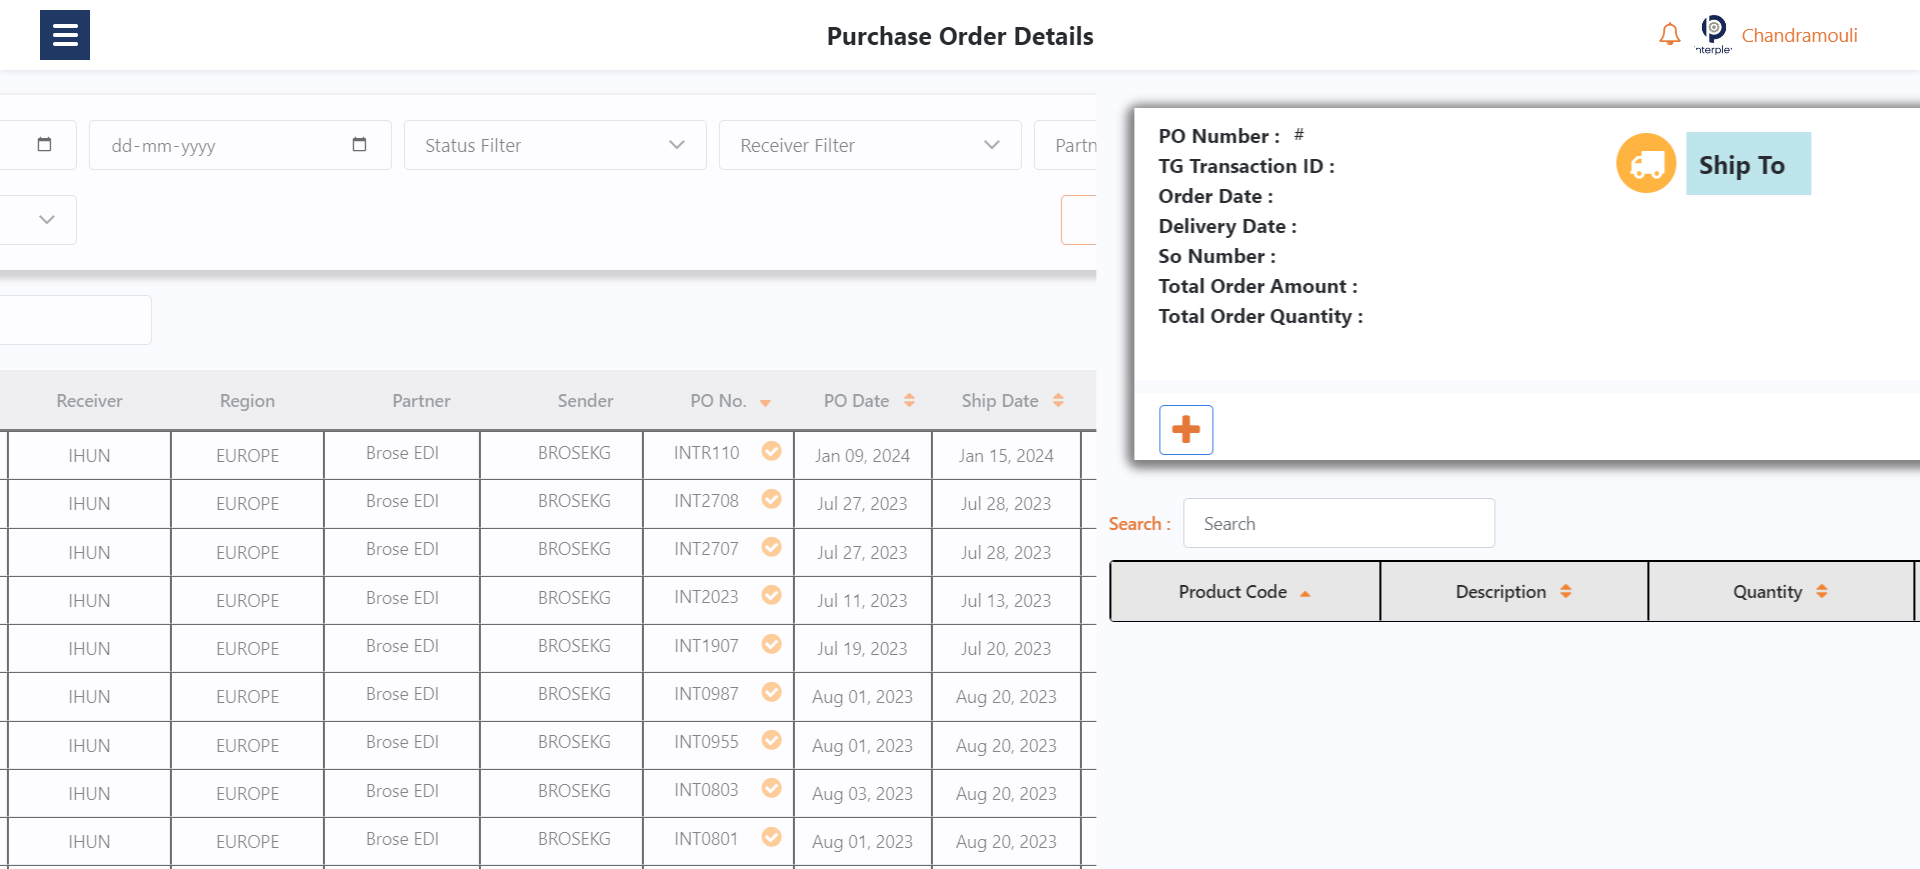 Purchase Order Details
Chandramouli
dd-mm-yyyy
Status Filter
Receiver Filter
Partn
PO Number : #
TG Transaction ID :
Order Date :
Delivery Date :
So Number :
Total Order Amount :
Total Order Quantity :
Ship To
Search : Search
Product Code Description Quantity
Receiver Region Partner Sender PO No. PO Date Ship Date
IHUN EUROPE Brose EDI BROSEKG INTR110 Jan 09, 2024 Jan 15, 2024
IHUN EUROPE Brose EDI BROSEKG INT2708 Jul 27, 2023 Jul 28, 2023
IHUN EUROPE Brose EDI BROSEKG INT2707 Jul 27, 2023 Jul 28, 2023
IHUN EUROPE Brose EDI BROSEKG INT2023 Jul 11, 2023 Jul 13, 2023
IHUN EUROPE Brose EDI BROSEKG INT1907 Jul 19, 2023 Jul 20, 2023
IHUN EUROPE Brose EDI BROSEKG INT0987 Aug 01, 2023 Aug 20, 2023
IHUN EUROPE Brose EDI BROSEKG INT0955 Aug 01, 2023 Aug 20, 2023
IHUN EUROPE Brose EDI BROSEKG INT0803 Aug 03, 2023 Aug 20, 2023
IHUN EUROPE Brose EDI BROSEKG INT0801 Aug 01, 2023 Aug 20, 2023